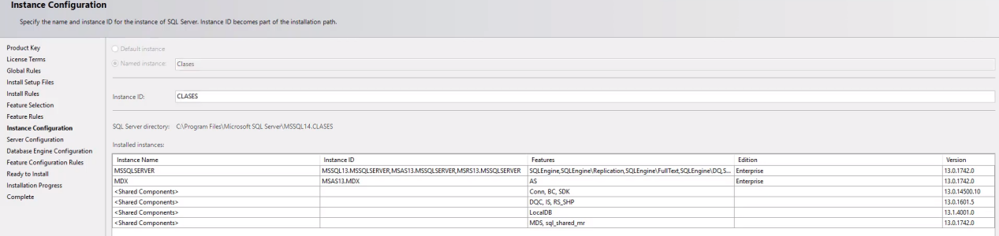 Instance Configuration
Specify the name and instance ID for the instance of SQL Server. Instance ID becomes part of the installation path.
Product Key
License Terms
Global Rules
Install Setup Files
Install Rules
Feature Selection
Feature Rules
Instance Configuration
Server Configuration
Database Engine Configuration
Feature Configuration Rules
Ready to Install
Installation Progress
Complete
Default instance
Named instance: Clases
Instance ID: CLASES
SQL Server directory: C:\Program Files\Microsoft SQL Server\MSSQL14.CLASES
Installed instances:
Instance Name Instance ID Features Edition Version
MSSQLSERVER MSSQL13.MSSQLSERVER,MSAS13.MSSQLSERVER,MSRS13.MSSQLSERVER SQLEngine,SQLEngine\Replication,SQLEngine\FullText,SQLEngine\DQ,S... Enterprise 13.0.1742.0
MDX MSAS13.MDX AS Enterprise 13.0.1742.0
<Shared Components> Conn, BC, SDK 13.0.14500.10
<Shared Components> DQC, IS, RS_SHP 13.0.1601.5
<Shared Components> LocalDB 13.1.4001.0
<Shared Components> MDS, sql_shared_mr 13.0.1742.0